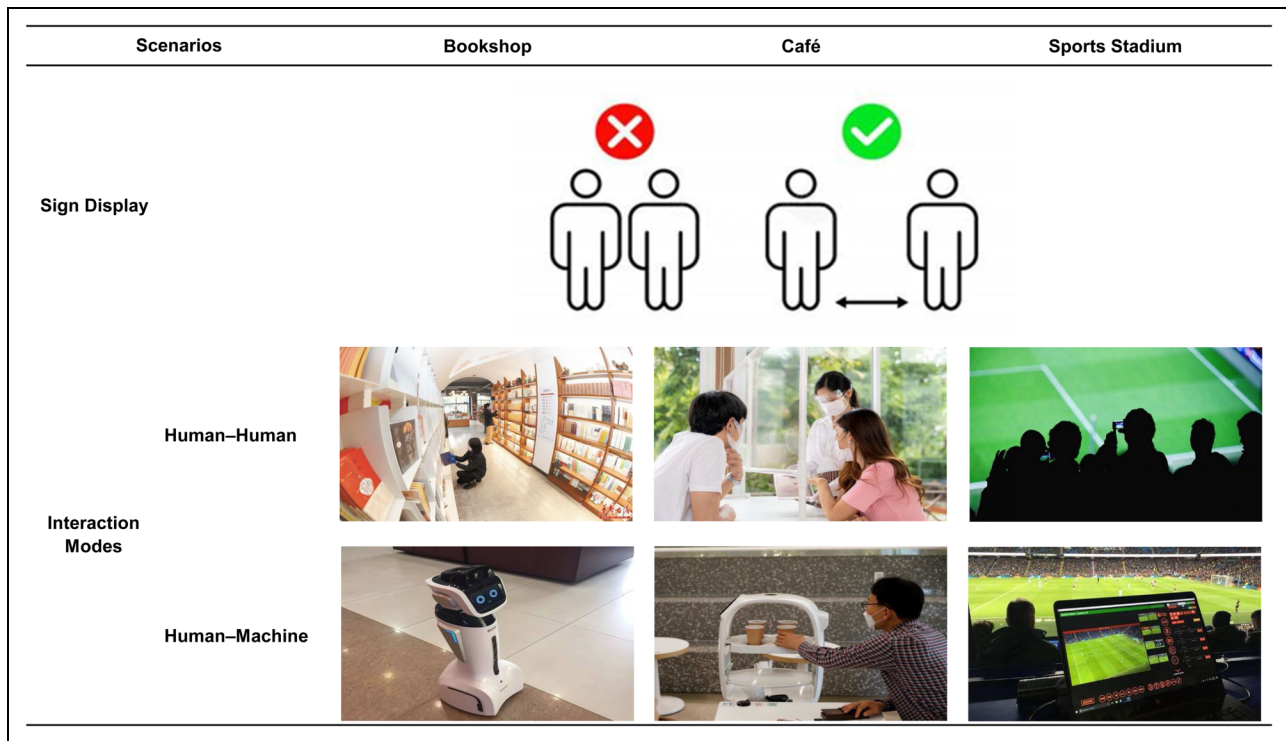 Scenarios Bookshop Café Sports Stadium
Sign Display
Human–Human
Interaction
Modes
Human–Machine